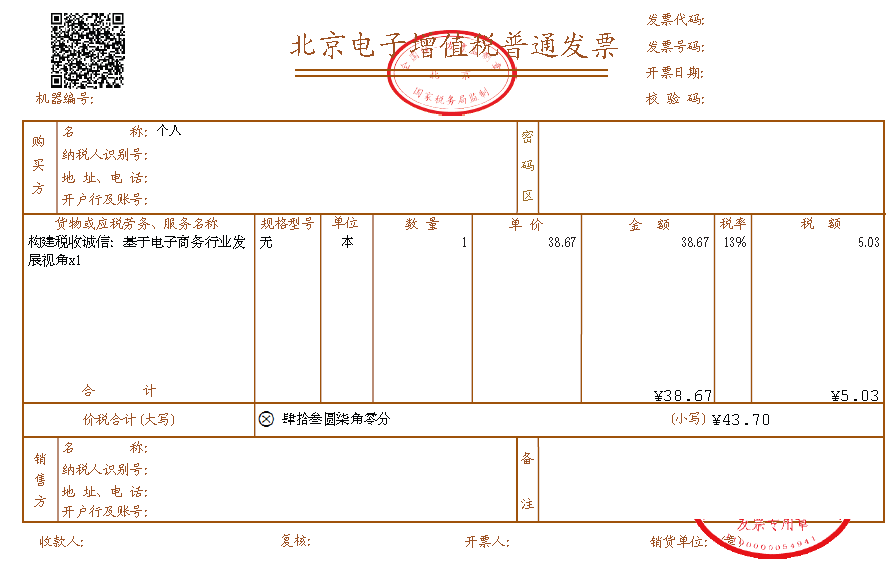 北京电子增值税普通发票
发票代码:
发票号码:
开票日期:
校 验 码:
机器编号:
北 京
国家税务局监制
购买方
名 称: 个人
纳税人识别号:
地 址、电 话:
开户行及账号:
密码区
货物或应税劳务、服务名称 规格型号 单位 数 量 单 价 金 额 税率 税 额
构建税收诚信: 基于电子商务行业发 无 本 1 38.67 38.67 13% 5.03
展视角x1
合 计 ¥38.67 ¥5.03
价税合计(大写) ⊗ 肆拾叁圆柒角零分 (小写) ¥43.70
销售方
名 称:
纳税人识别号:
地 址、电 话:
开户行及账号:
备注
收款人: 复核: 开票人: 销货单位: (章)
发票专用章